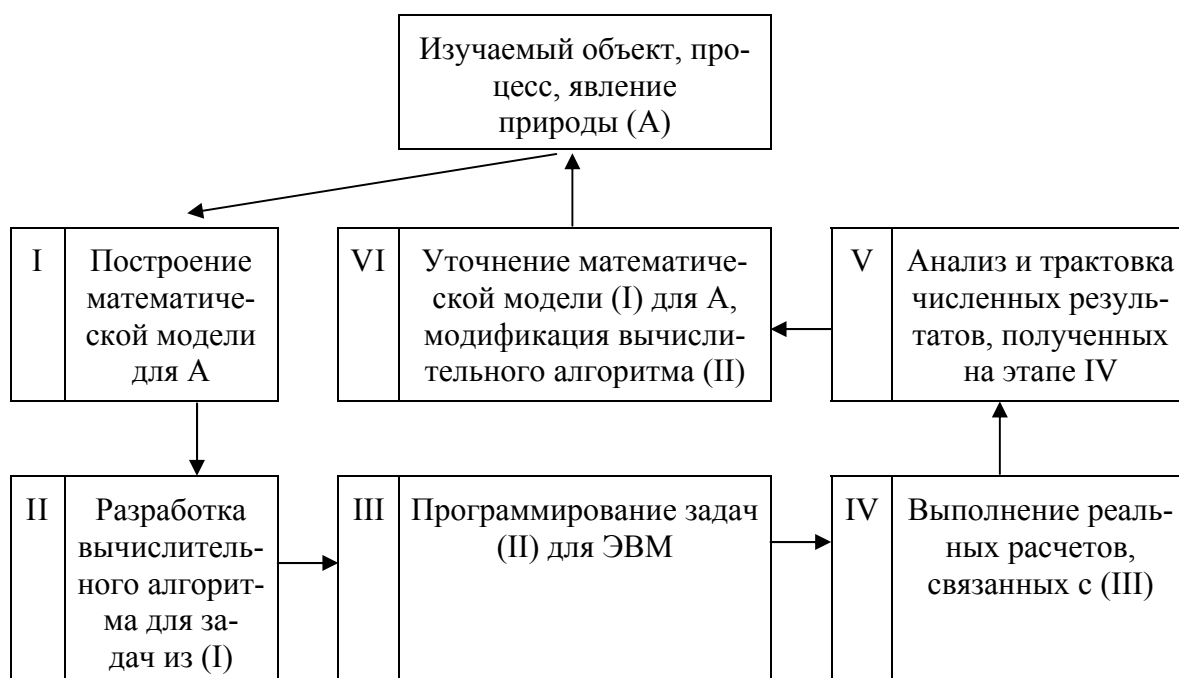 Изучаемый объект, про-
цесс, явление
природы (А)
I
Построение
математиче-
ской модели
для А
VI
Уточнение математиче-
ской модели (I) для А,
модификация вычисли-
тельного алгоритма (II)
V
Анализ и трактовка
численных резуль-
татов, полученных
на этапе IV
II
Разработка
вычислитель-
ного алгорит-
ма для за-
дач из (I)
III
Программирование задач
(II) для ЭВМ
IV
Выполнение реаль-
ных расчетов,
связанных с (III)